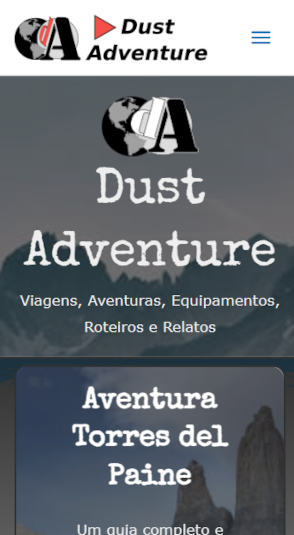 dA Dust
Adventure
dA
Dust
Adventure
Viagens, Aventuras, Equipamentos,
Roteiros e Relatos
Aventura
Torres del
Paine
Um guia completo e